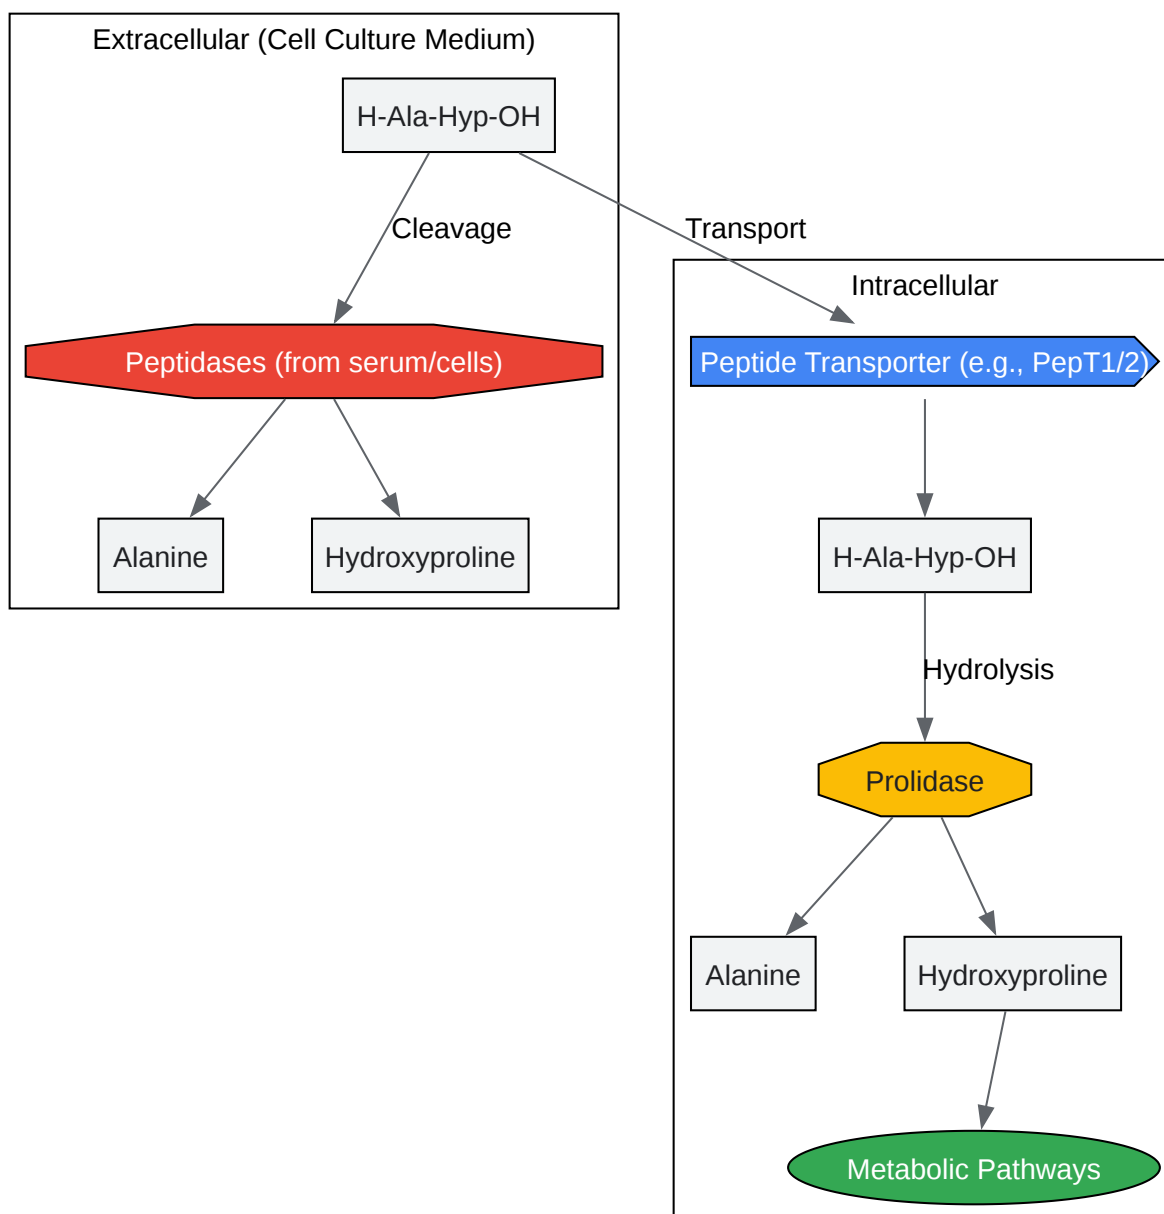 Extracellular (Cell Culture Medium)
H-Ala-Hyp-OH
Cleavage
Transport
Peptidases (from serum/cells)
Alanine
Hydroxyproline
Intracellular
Peptide Transporter (e.g., PepT1/2)
H-Ala-Hyp-OH
Hydrolysis
Prolidase
Alanine
Hydroxyproline
Metabolic Pathways